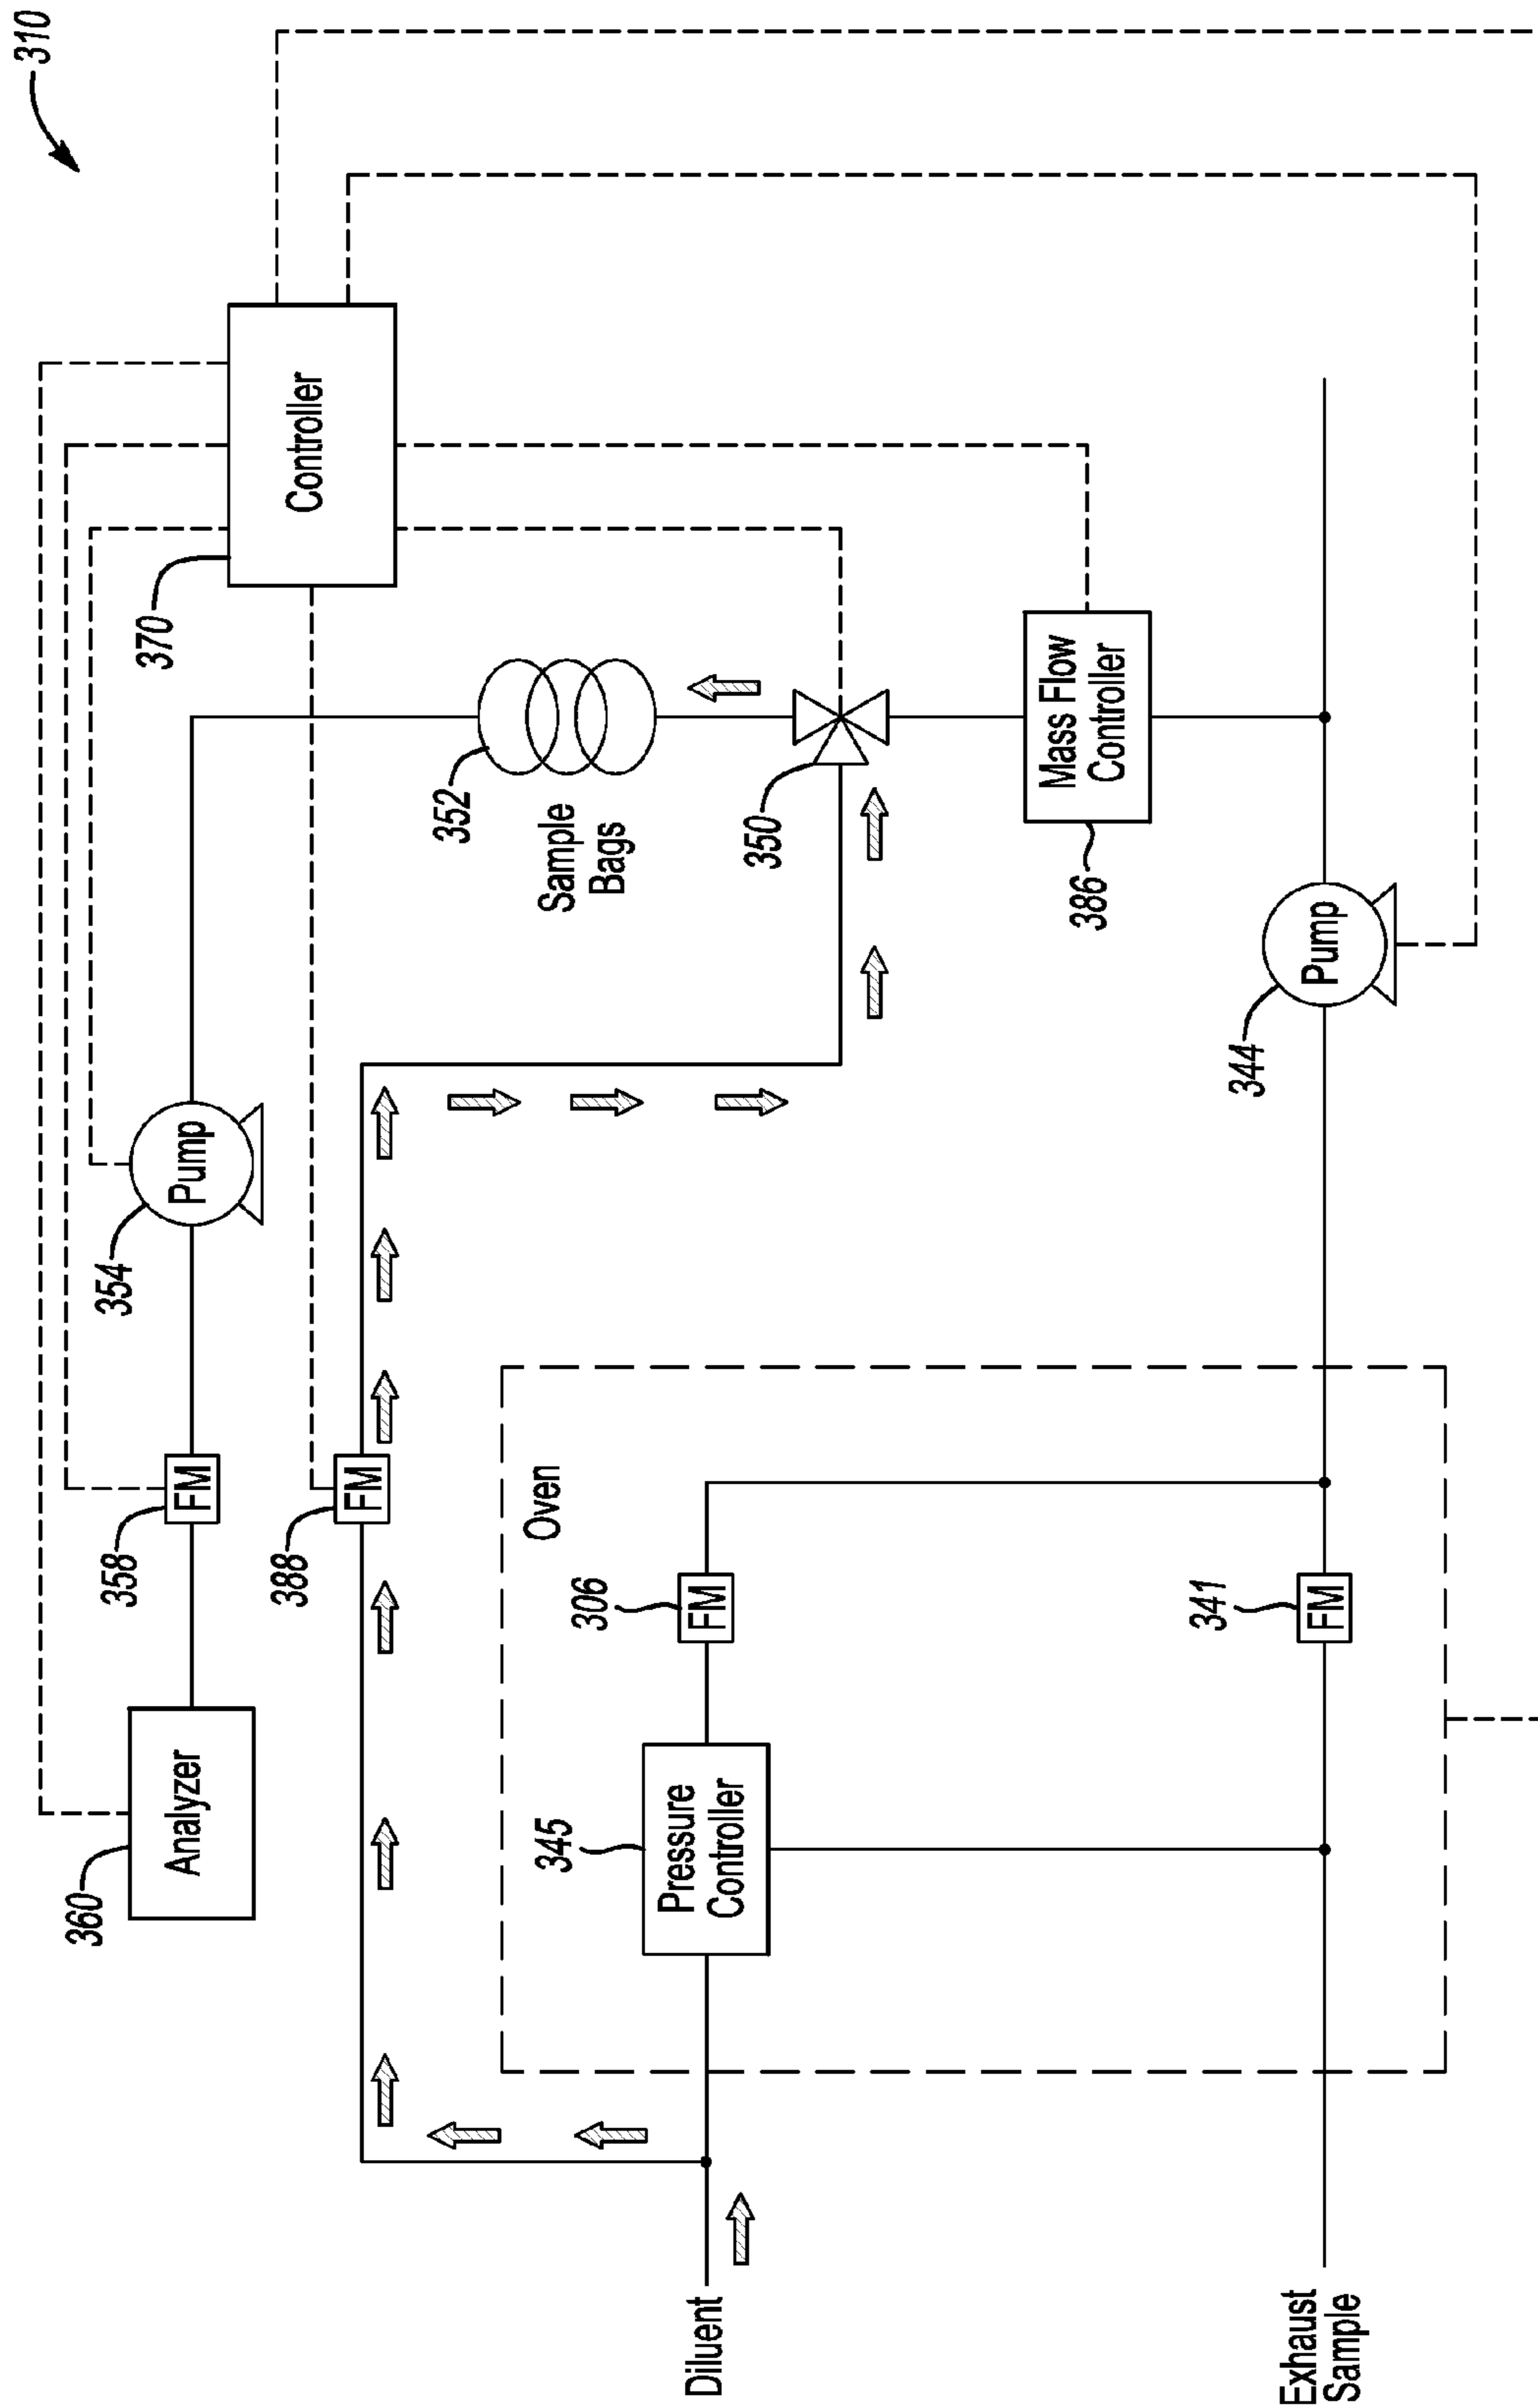 310
360
Analyzer
358
FM
354
Pump
370
Controller
388
FM
352
Sample
Bags
Oven
345
Pressure
Controller
306
FM
350
Diluent
386
Mass Flow
Controller
341
FM
344
Pump
Exhaust
Sample